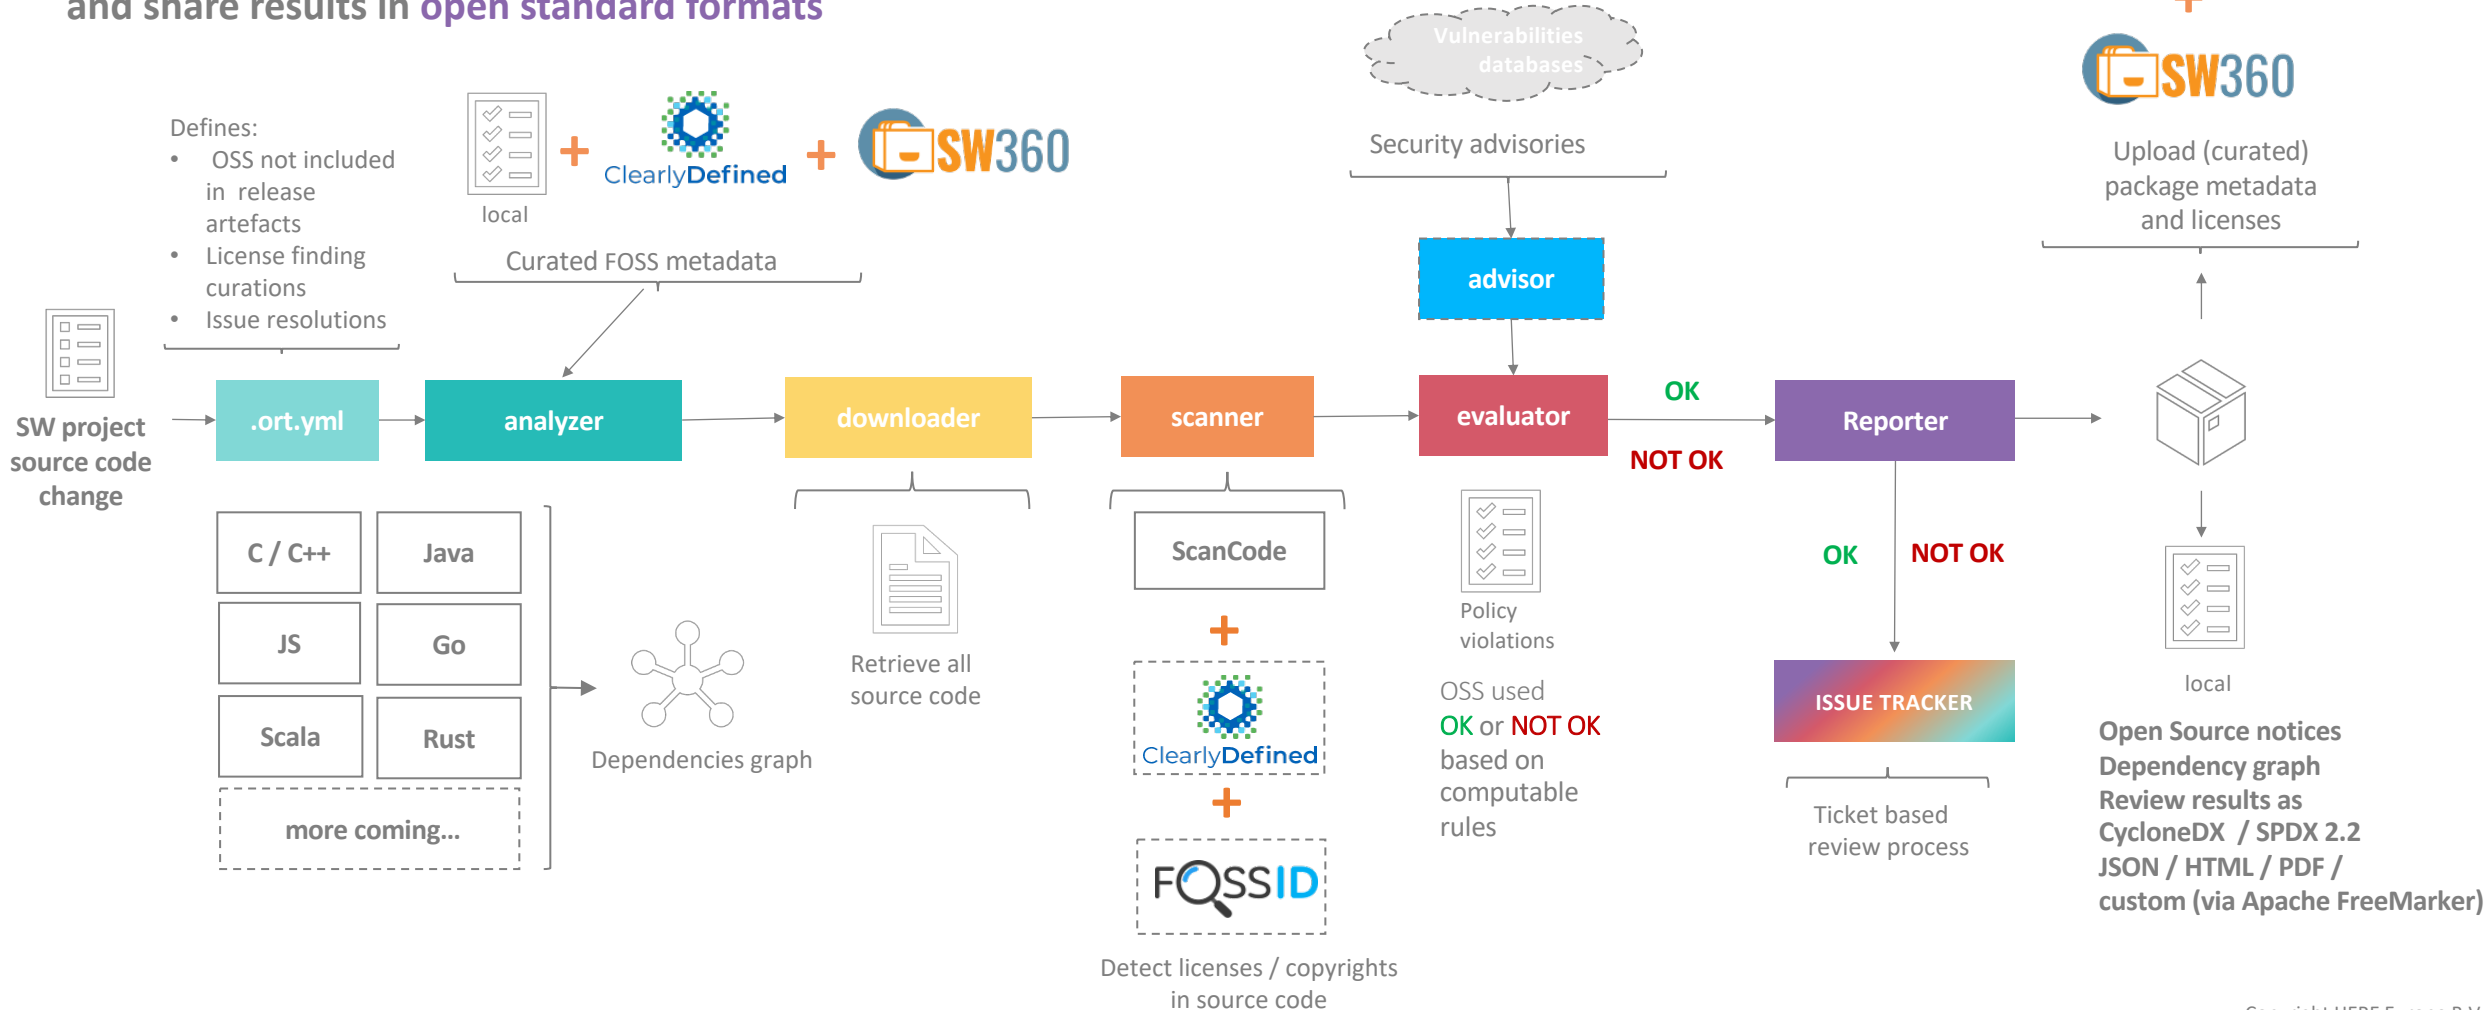 and share results in open standard formats
Vulnerabilities
databases
Security advisories
SW360
Upload (curated)
package metadata
and licenses
Defines:
• OSS not included
in release
artefacts
• License finding
curations
• Issue resolutions
local
ClearlyDefined
SW360
Curated FOSS metadata
advisor
SW project
source code
change
.ort.yml
analyzer
downloader
scanner
evaluator
OK
NOT OK
Reporter
C / C++
Java
JS
Go
Scala
Rust
more coming...
Dependencies graph
Retrieve all
source code
ScanCode
ClearlyDefined
FOSSID
Detect licenses / copyrights
in source code
Policy
violations
OSS used
OK or NOT OK
based on
computable
rules
OK
NOT OK
ISSUE TRACKER
Ticket based
review process
local
Open Source notices
Dependency graph
Review results as
CycloneDX / SPDX 2.2
JSON / HTML / PDF /
custom (via Apache FreeMarker)